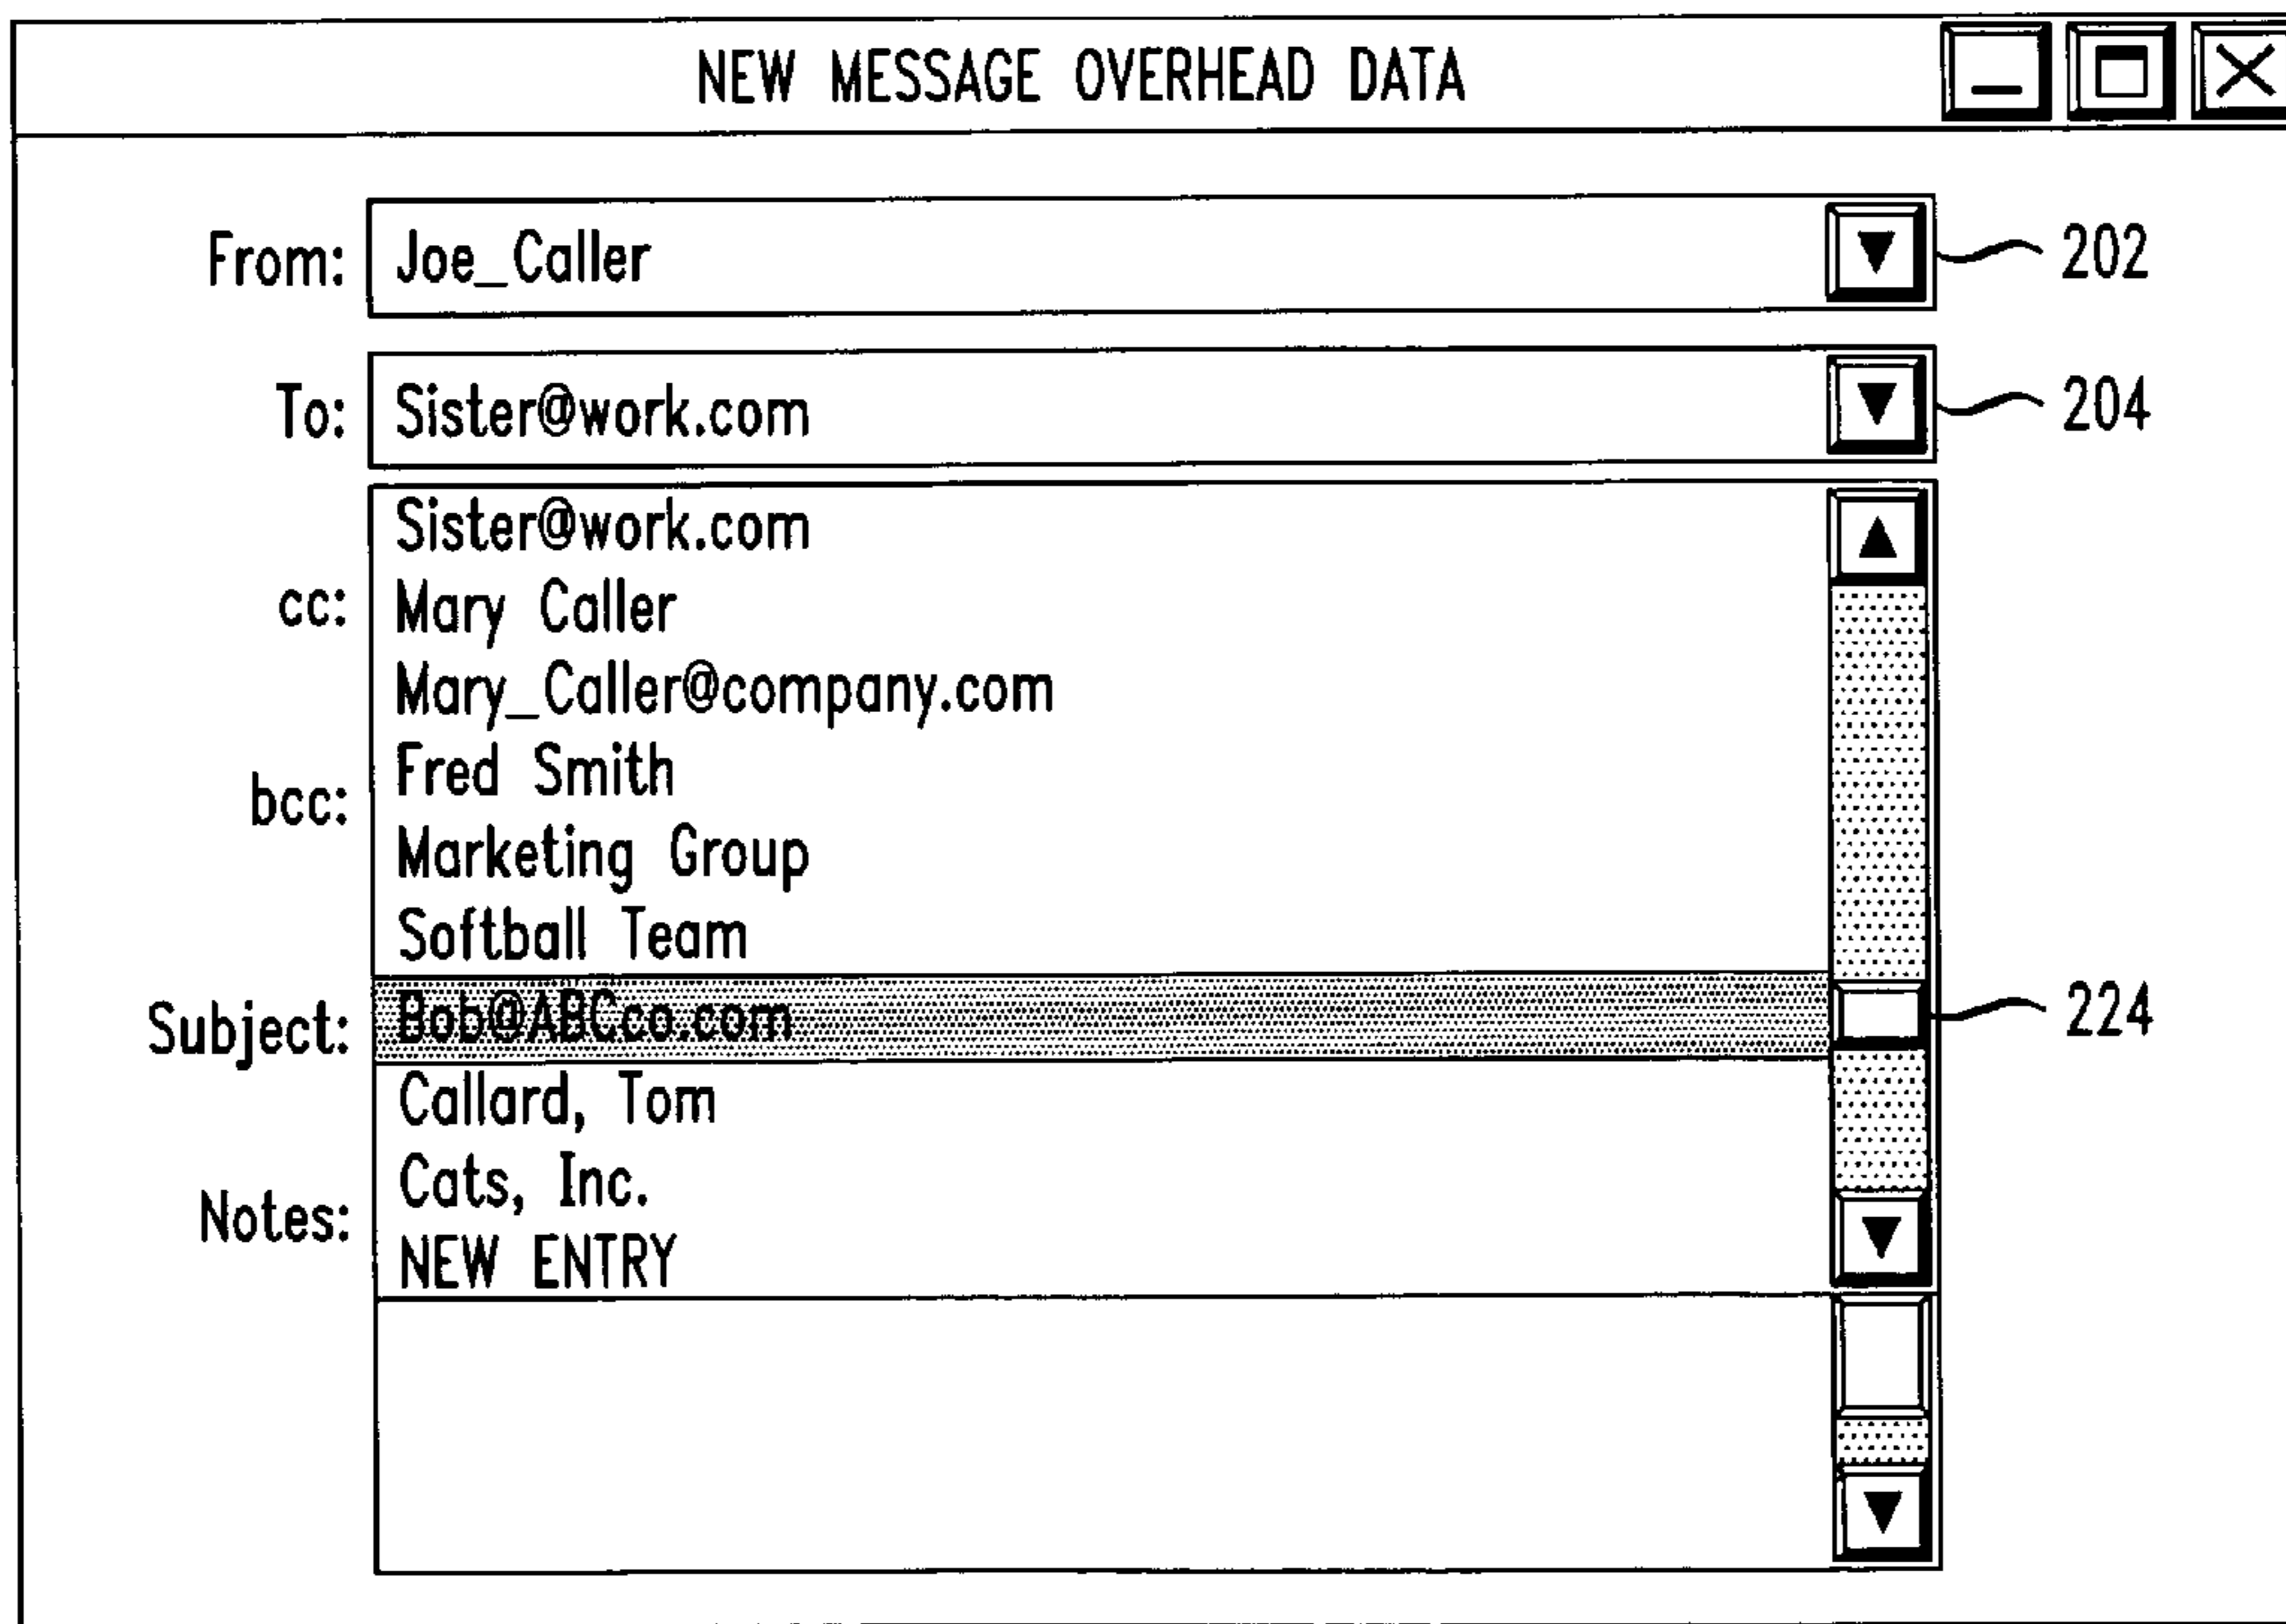 NEW MESSAGE OVERHEAD DATA
From: Joe_Caller 202
To: Sister@work.com 204
Sister@work.com
cc: Mary Caller
Mary_Caller@company.com
Fred Smith
bcc:
Marketing Group
Softball Team
Subject: Bob@ABCco.com 224
Callard, Tom
Cats, Inc.
Notes:
NEW ENTRY